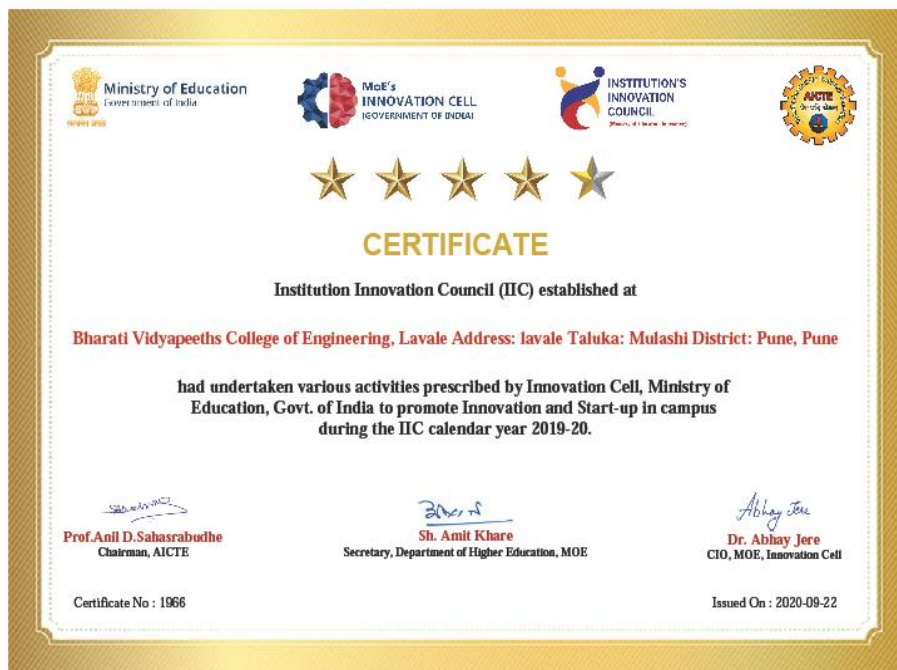 Ministry of Education
Government of India
MoE's
INNOVATION CELL
(GOVERNMENT OF INDIA)
INSTITUTION'S
INNOVATION
COUNCIL
AICTE
CERTIFICATE
Institution Innovation Council (IIC) established at
Bharati Vidyapeeths College of Engineering, Lavale Address: lavale Taluka: Mulashi District: Pune, Pune
had undertaken various activities prescribed by Innovation Cell, Ministry of
Education, Govt. of India to promote Innovation and Start-up in campus
during the IIC calendar year 2019-20.
Abhay Jere
Prof.Anil D.Sahasrabudhe
Chairman, AICTE
Sh. Amit Khare
Secretary, Department of Higher Education, MOE
Dr. Abhay Jere
CIO, MOE, Innovation Cell
Certificate No : 1966
Issued On : 2020-09-22